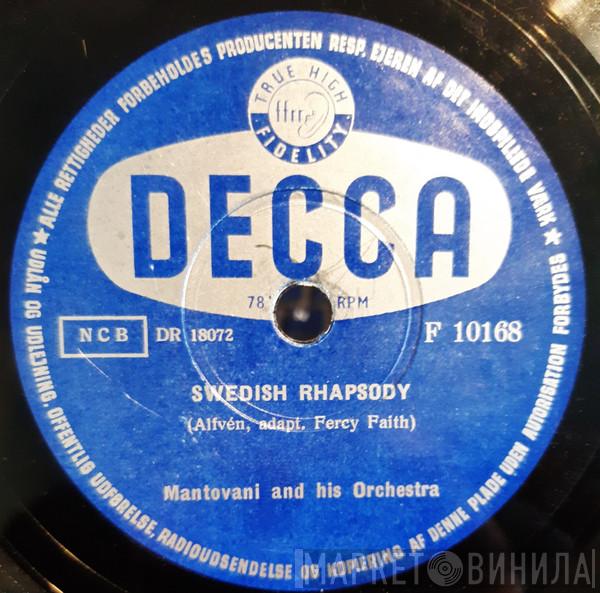 ★ ALLE RETTIGHEDER FORBEHOLDES PRODUCENTEN RESP. EJEREN AF DET INDSPILLEDE VÆRK ★
UDLÅN OG UDLEJNING, OFFENTLIG UDFØRELSE, RADIOUDSENDELSE OG KOPIERING AF DENNE PLADE UDEN AUTORISATION FORBYDES
TRUE HIGH
ffrr
FIDELITY
DECCA
78 RPM
NCB DR 18072 F 10168
SWEDISH RHAPSODY
(Alfvén, adapt. Fercy Faith)
Mantovani and his Orchestra
МАРКЕТ ВИНИЛА